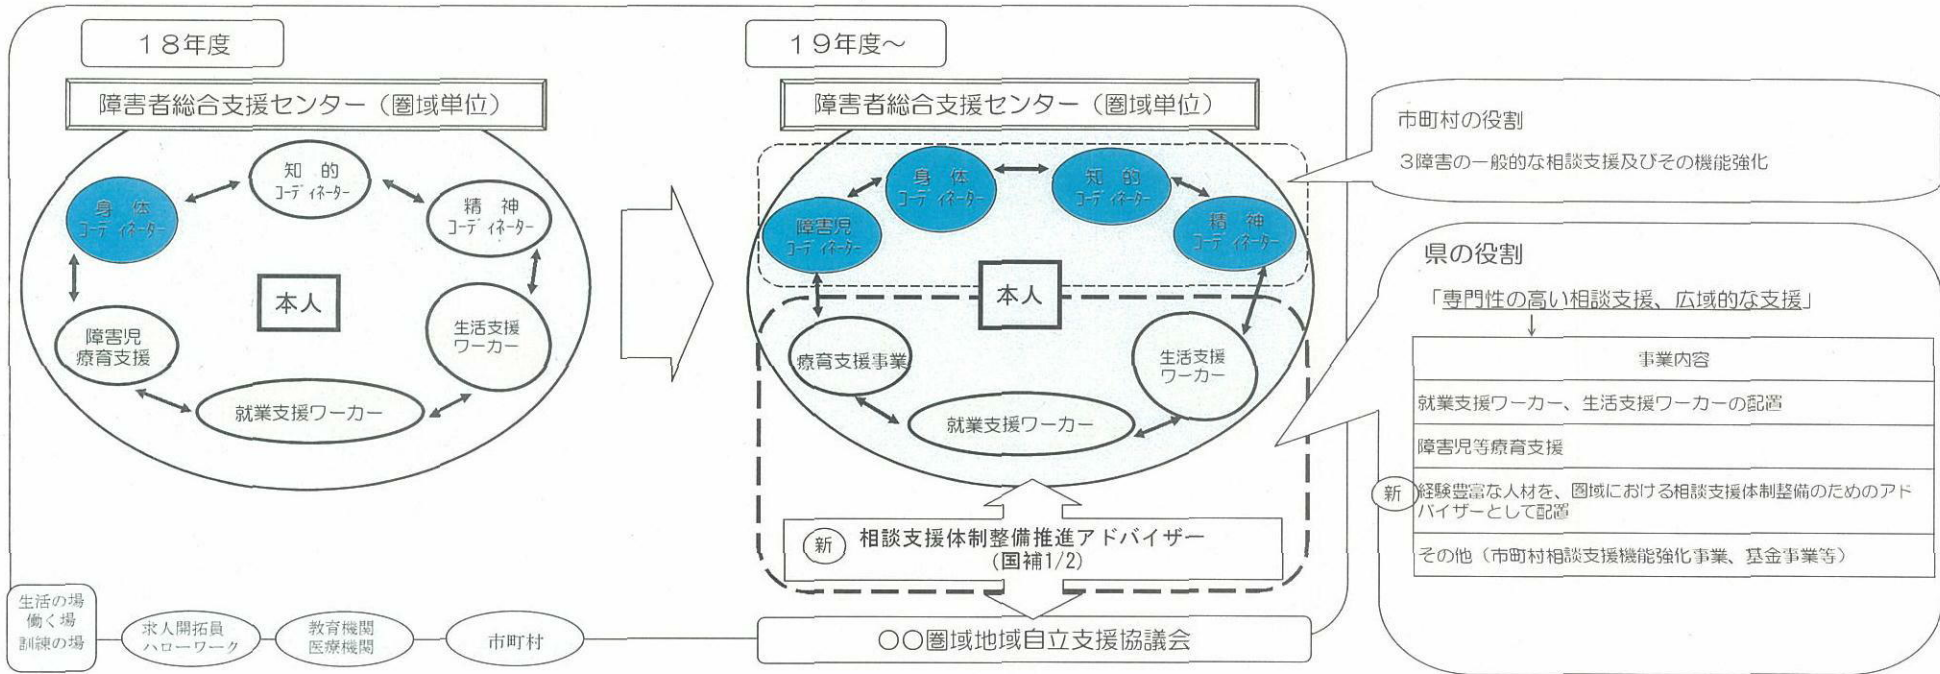 18年度
障害者総合支援センター（圏域単位）
知 的
コーディネーター
身 体
コーディネーター
精 神
コーディネーター
本人
障害児
療育支援
生活支援
ワーカー
就業支援ワーカー
19年度～
障害者総合支援センター（圏域単位）
身 体
コーディネーター
知 的
コーディネーター
障害児
コーディネーター
精 神
コーディネーター
本人
療育支援事業
生活支援
ワーカー
就業支援ワーカー
新 相談支援体制整備推進アドバイザー
(国補1/2)
○○圏域地域自立支援協議会
生活の場
働く場
訓練の場
求人開拓員
ハローワーク
教育機関
医療機関
市町村
市町村の役割
3障害の一般的な相談支援及びその機能強化
県の役割
「専門性の高い相談支援、広域的な支援」
事業内容
就業支援ワーカー、生活支援ワーカーの配置
障害児等療育支援
新 経験豊富な人材を、圏域における相談支援体制整備のためのアド
バイザーとして配置
その他（市町村相談支援機能強化事業、基金事業等）